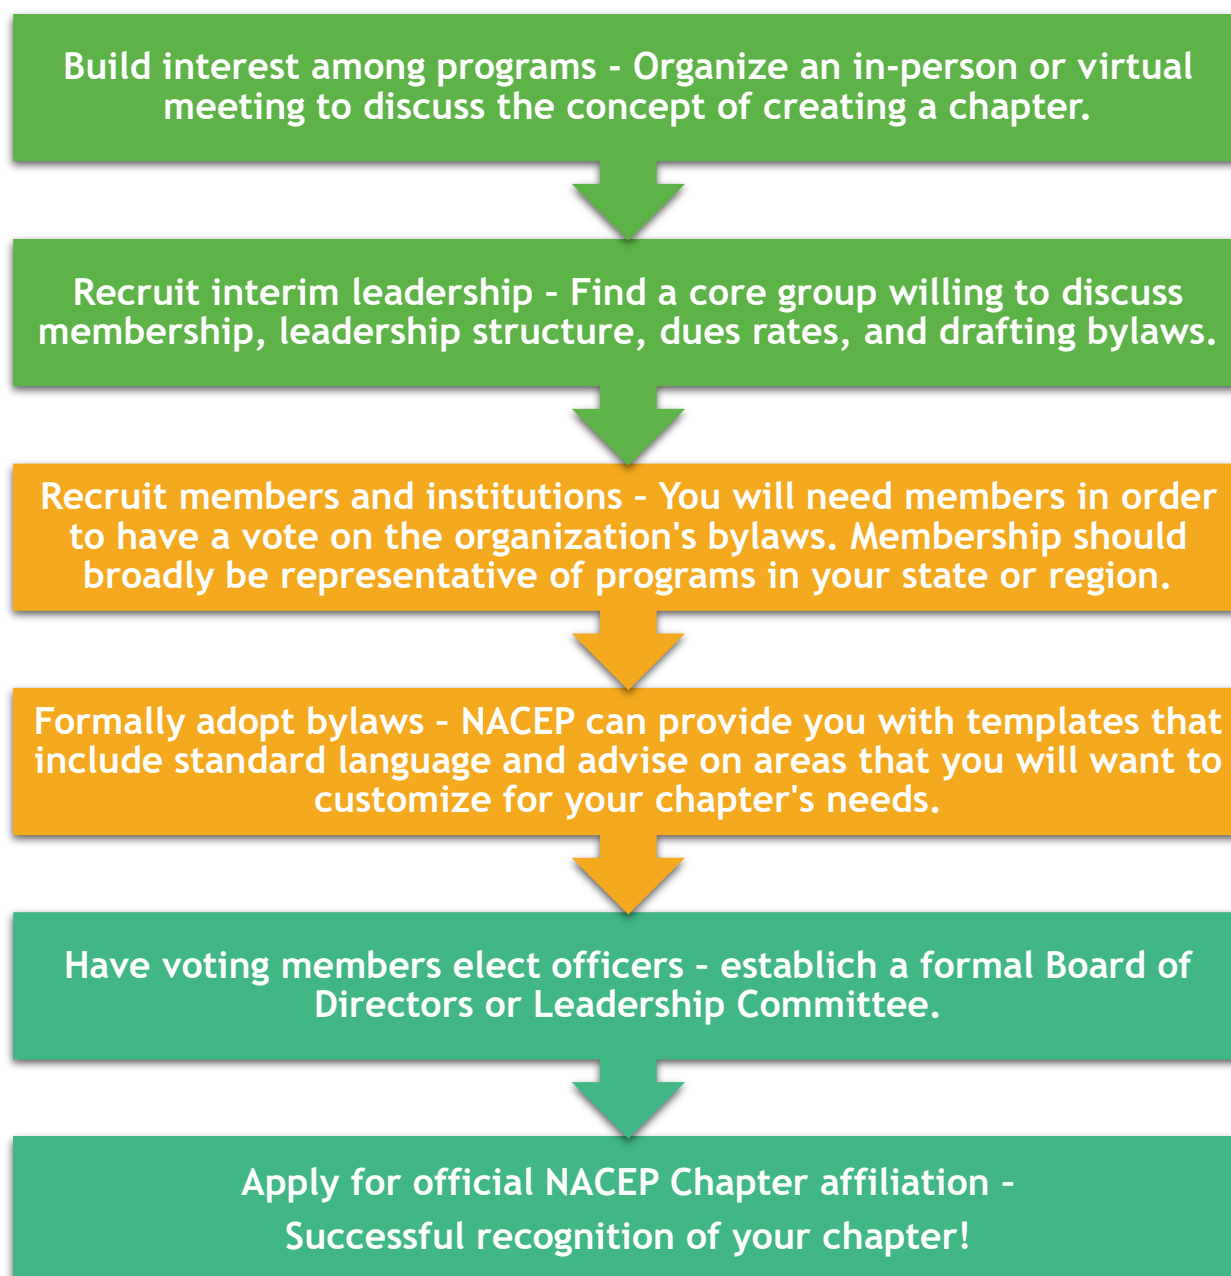 Build interest among programs - Organize an in-person or virtual
meeting to discuss the concept of creating a chapter.
Recruit interim leadership – Find a core group willing to discuss
membership, leadership structure, dues rates, and drafting bylaws.
Recruit members and institutions – You will need members in order
to have a vote on the organization's bylaws. Membership should
broadly be representative of programs in your state or region.
Formally adopt bylaws – NACEP can provide you with templates that
include standard language and advise on areas that you will want to
customize for your chapter's needs.
Have voting members elect officers – establich a formal Board of
Directors or Leadership Committee.
Apply for official NACEP Chapter affiliation –
Successful recognition of your chapter!